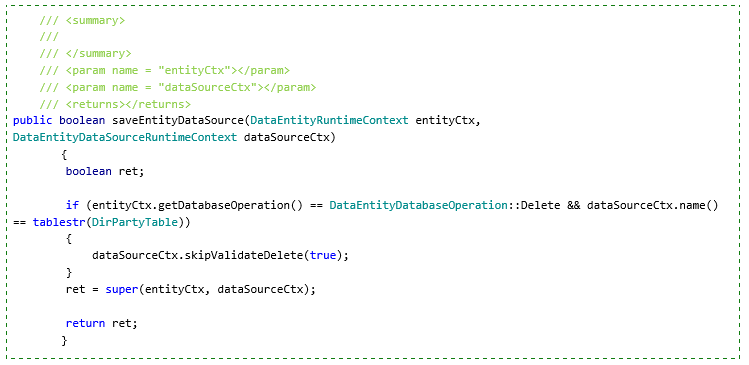 /// <summary>
///
/// </summary>
/// <param name = "entityCtx"></param>
/// <param name = "dataSourceCtx"></param>
/// <returns></returns>
public boolean saveEntityDataSource(DataEntityRuntimeContext entityCtx,
DataEntityDataSourceRuntimeContext dataSourceCtx)
{
boolean ret;
if (entityCtx.getDatabaseOperation() == DataEntityDatabaseOperation::Delete && dataSourceCtx.name()
== tablestr(DirPartyTable))
{
dataSourceCtx.skipValidateDelete(true);
}
ret = super(entityCtx, dataSourceCtx);
return ret;
}